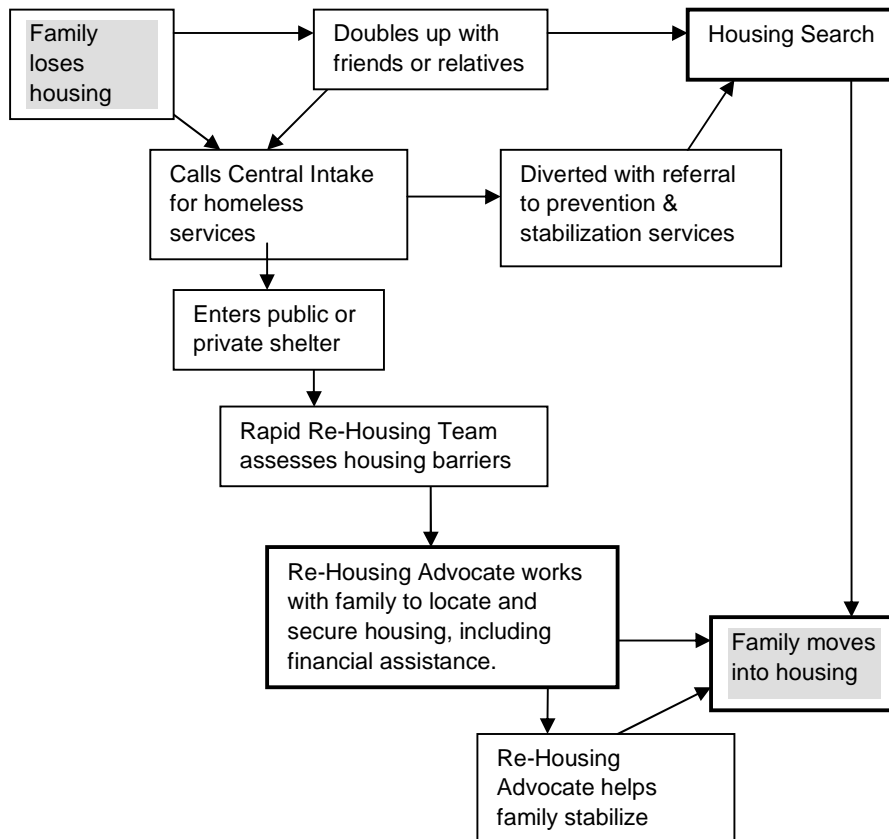 Family
loses
housing
Doubles up with
friends or relatives
Housing Search
Calls Central Intake
for homeless
services
Diverted with referral
to prevention &
stabilization services
Enters public or
private shelter
Rapid Re-Housing Team
assesses housing barriers
Re-Housing Advocate works
with family to locate and
secure housing, including
financial assistance.
Family moves
into housing
Re-Housing
Advocate helps
family stabilize